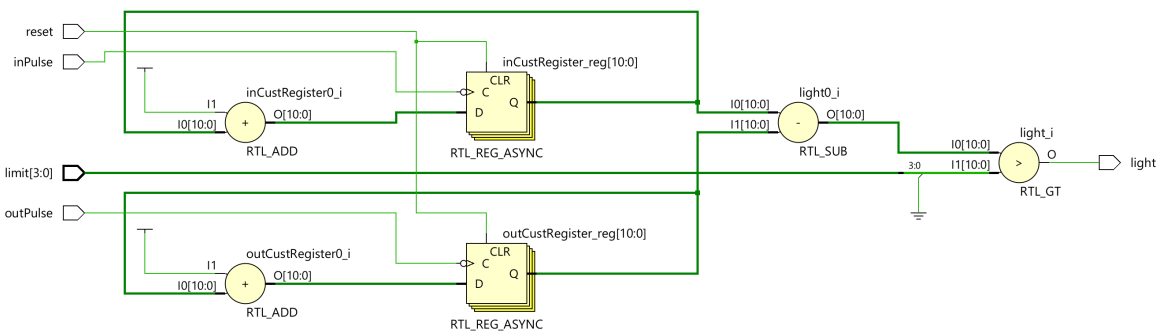 reset
inPulse
limit[3:0]
outPulse
inCustRegister0_i
I1
I0[10:0]
+
O[10:0]
RTL_ADD
inCustRegister_reg[10:0]
CLR
C
D
Q
RTL_REG_ASYNC
outCustRegister0_i
I1
I0[10:0]
+
O[10:0]
RTL_ADD
outCustRegister_reg[10:0]
CLR
C
D
Q
RTL_REG_ASYNC
light0_i
I0[10:0]
I1[10:0]
-
O[10:0]
RTL_SUB
3:0
light_i
I0[10:0]
I1[10:0]
>
O
RTL_GT
light